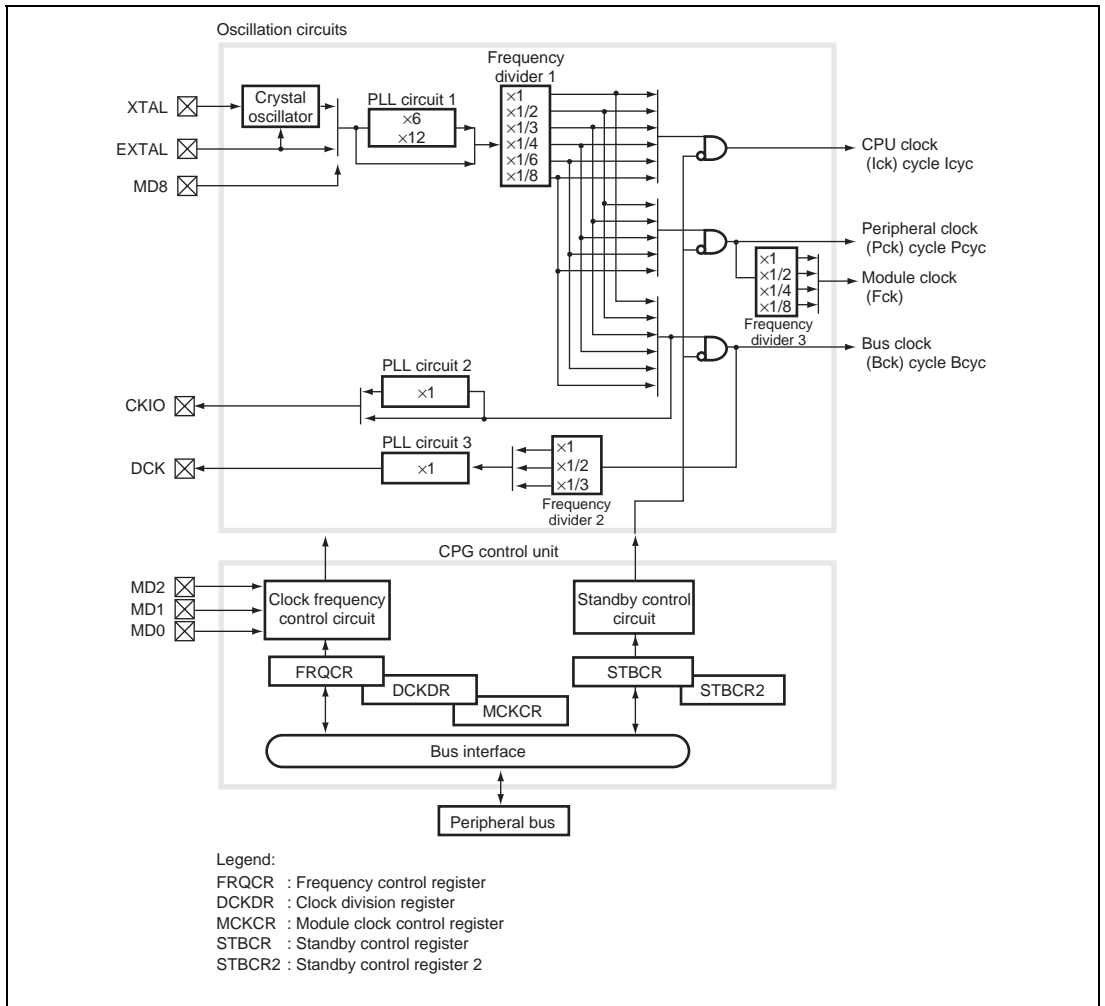 Oscillation circuits
XTAL
EXTAL
MD8
Crystal
oscillator
PLL circuit 1
×6
×12
Frequency
divider 1
×1
×1/2
×1/3
×1/4
×1/6
×1/8
CPU clock
(Ick) cycle Icyc
Peripheral clock
(Pck) cycle Pcyc
×1
×1/2
×1/4
×1/8
Frequency
divider 3
Module clock
(Fck)
Bus clock
(Bck) cycle Bcyc
PLL circuit 2
×1
CKIO
PLL circuit 3
×1
DCK
×1
×1/2
×1/3
Frequency
divider 2
CPG control unit
MD2
MD1
MD0
Clock frequency
control circuit
Standby control
circuit
FRQCR
DCKDR
MCKCR
STBCR
STBCR2
Bus interface
Peripheral bus
Legend:
FRQCR : Frequency control register
DCKDR : Clock division register
MCKCR : Module clock control register
STBCR : Standby control register
STBCR2 : Standby control register 2